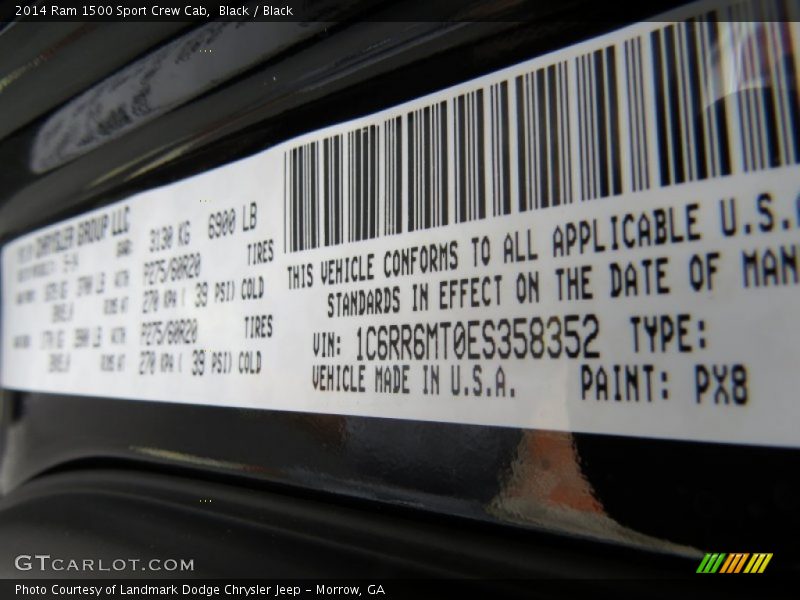 2014 Ram 1500 Sport Crew Cab,  Black / Black
CHRYSLER GROUP LLC
3130 KG 6900 LB
TIRES
P275/60R20
270 KPA ( 39 PSI) COLD
TIRES
P275/60R20
270 KPA ( 39 PSI) COLD
THIS VEHICLE CONFORMS TO ALL APPLICABLE U.S.
STANDARDS IN EFFECT ON THE DATE OF MAN
VIN: 1C6RR6MT0ES358352 TYPE:
VEHICLE MADE IN U.S.A. PAINT: PX8
GTCARLOT.COM
Photo Courtesy of Landmark Dodge Chrysler Jeep - Morrow, GA